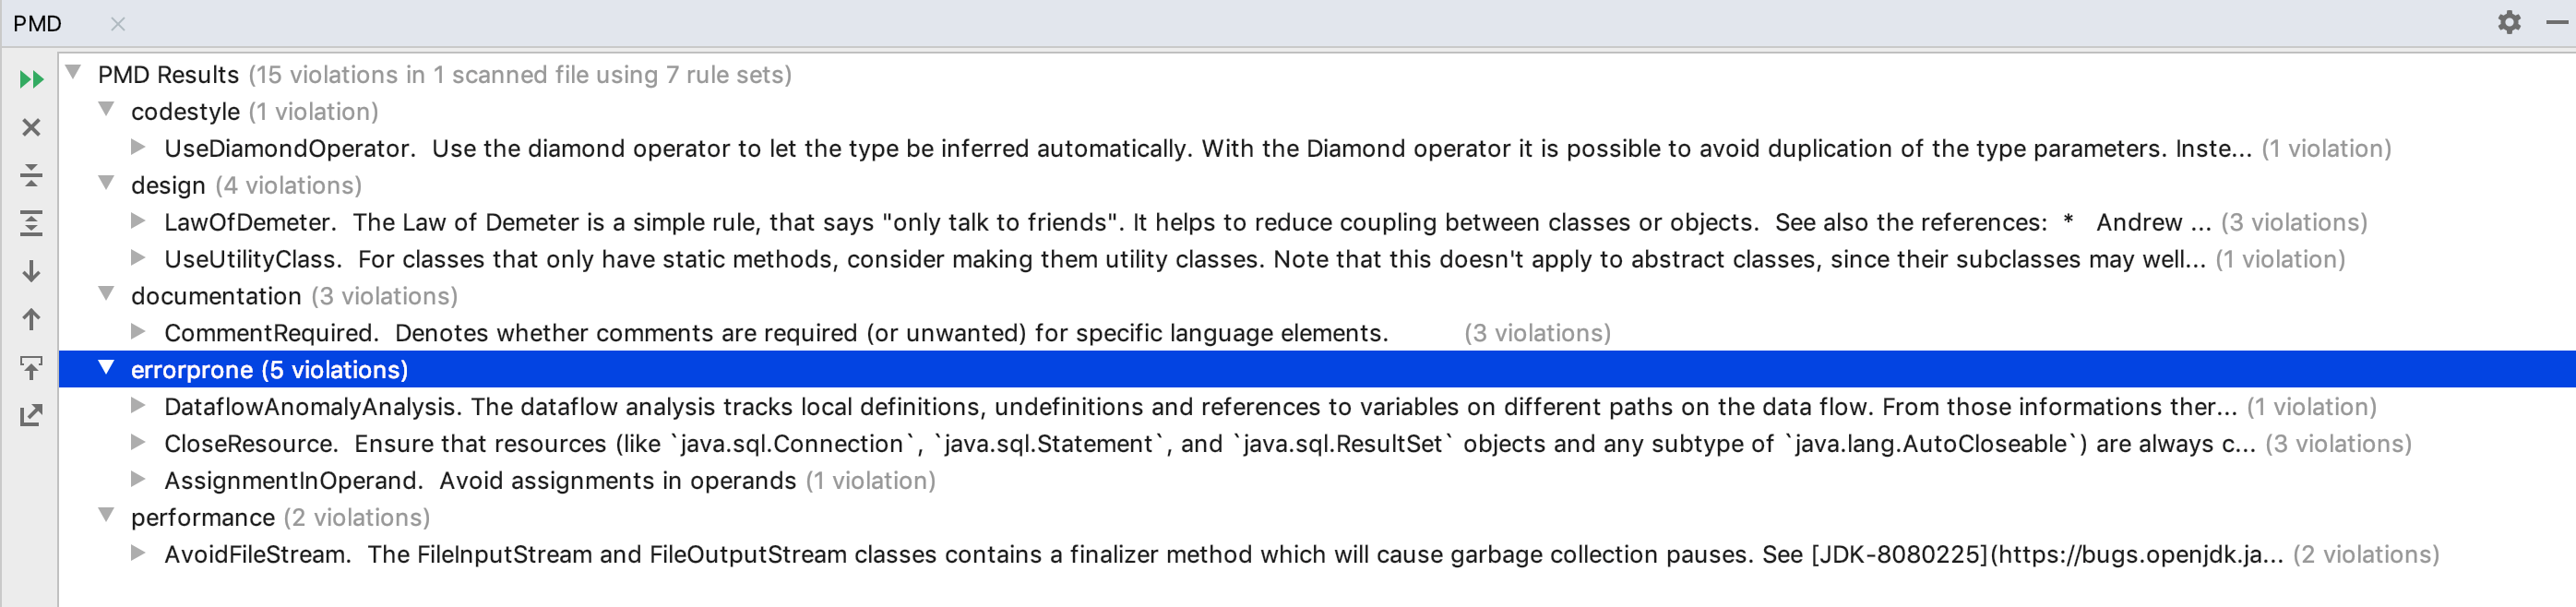 PMD
PMD Results (15 violations in 1 scanned file using 7 rule sets)
codestyle (1 violation)
UseDiamondOperator. Use the diamond operator to let the type be inferred automatically. With the Diamond operator it is possible to avoid duplication of the type parameters. Inste... (1 violation)
design (4 violations)
LawOfDemeter. The Law of Demeter is a simple rule, that says "only talk to friends". It helps to reduce coupling between classes or objects. See also the references: * Andrew ... (3 violations)
UseUtilityClass. For classes that only have static methods, consider making them utility classes. Note that this doesn't apply to abstract classes, since their subclasses may well... (1 violation)
documentation (3 violations)
CommentRequired. Denotes whether comments are required (or unwanted) for specific language elements. (3 violations)
errorprone (5 violations)
DataflowAnomalyAnalysis. The dataflow analysis tracks local definitions, undefinitions and references to variables on different paths on the data flow. From those informations ther... (1 violation)
CloseResource. Ensure that resources (like `java.sql.Connection`, `java.sql.Statement`, and `java.sql.ResultSet` objects and any subtype of `java.lang.AutoCloseable`) are always c... (3 violations)
AssignmentInOperand. Avoid assignments in operands (1 violation)
performance (2 violations)
AvoidFileStream. The FileInputStream and FileOutputStream classes contains a finalizer method which will cause garbage collection pauses. See [JDK-8080225](https://bugs.openjdk.ja... (2 violations)